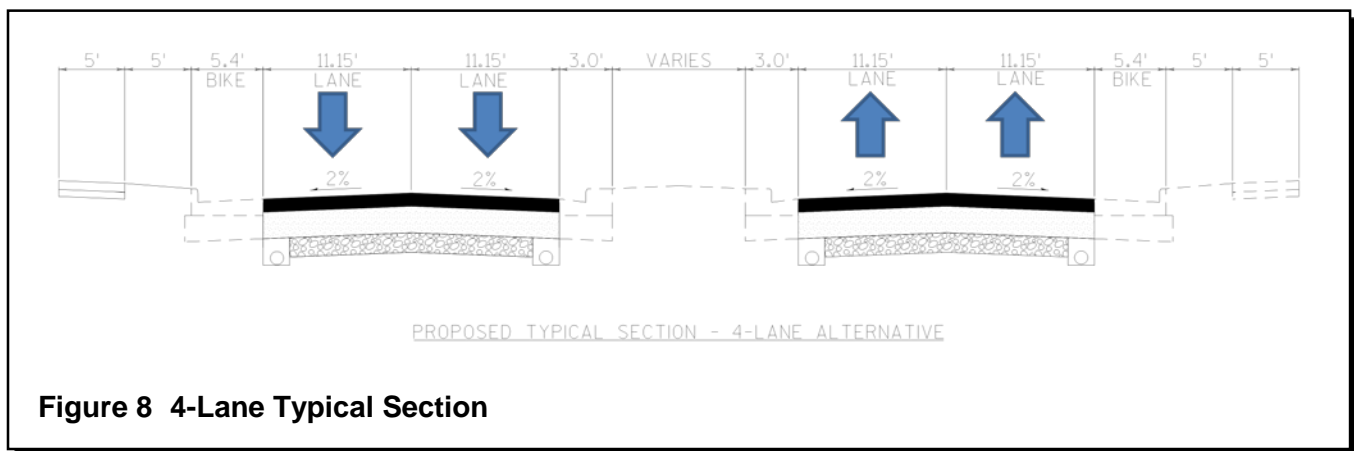 5' 5' 5.4' 11.15' 11.15' 3.0' VARIES 3.0' 11.15' 11.15' 5.4' 5' 5'
BIKE LANE LANE LANE LANE BIKE
2% 2% 2% 2%
PROPOSED TYPICAL SECTION - 4-LANE ALTERNATIVE
Figure 8 4-Lane Typical Section